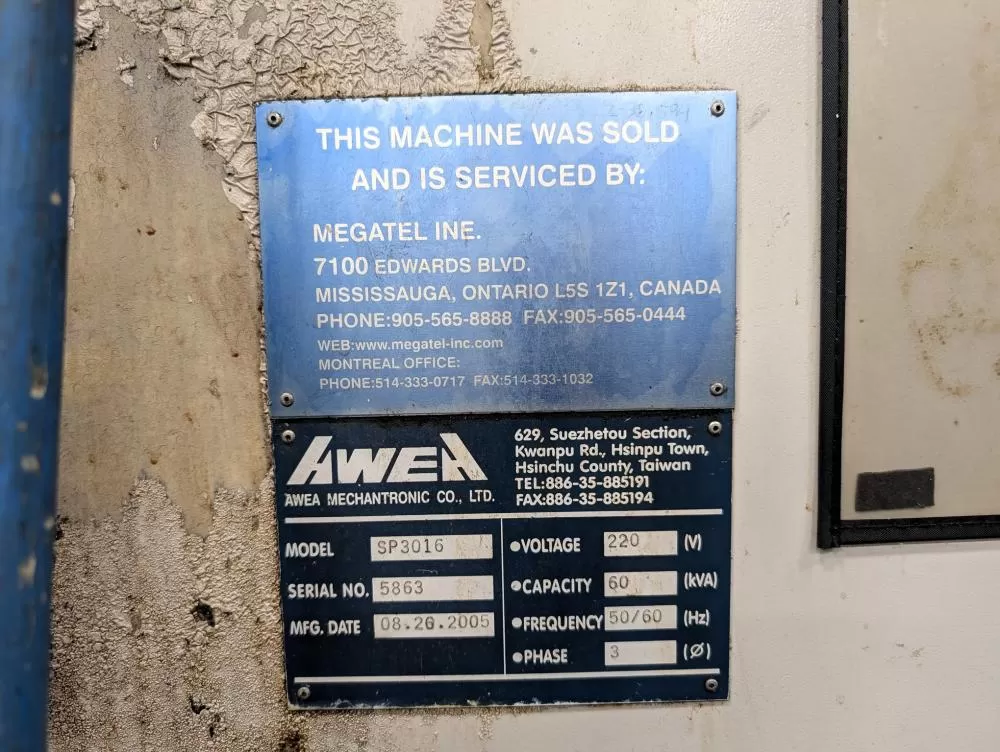 THIS MACHINE WAS SOLD
AND IS SERVICED BY:
MEGATEL INE.
7100 EDWARDS BLVD.
MISSISSAUGA, ONTARIO L5S 1Z1, CANADA
PHONE:905-565-8888 FAX:905-565-0444
WEB:www.megatel-inc.com
MONTREAL OFFICE:
PHONE:514-333-0717 FAX:514-333-1032
AWEA
AWEA MECHANTRONIC CO., LTD.
629, Suezhetou Section,
Kwanpu Rd., Hsinpu Town,
Hsinchu County, Taiwan
TEL:886-35-885191
FAX:886-35-885194
MODEL SP3016
SERIAL NO. 5863
MFG. DATE 08.26.2005
•VOLTAGE 220 (V)
•CAPACITY 60 (kVA)
•FREQUENCY 50/60 (Hz)
•PHASE 3 (Ø)